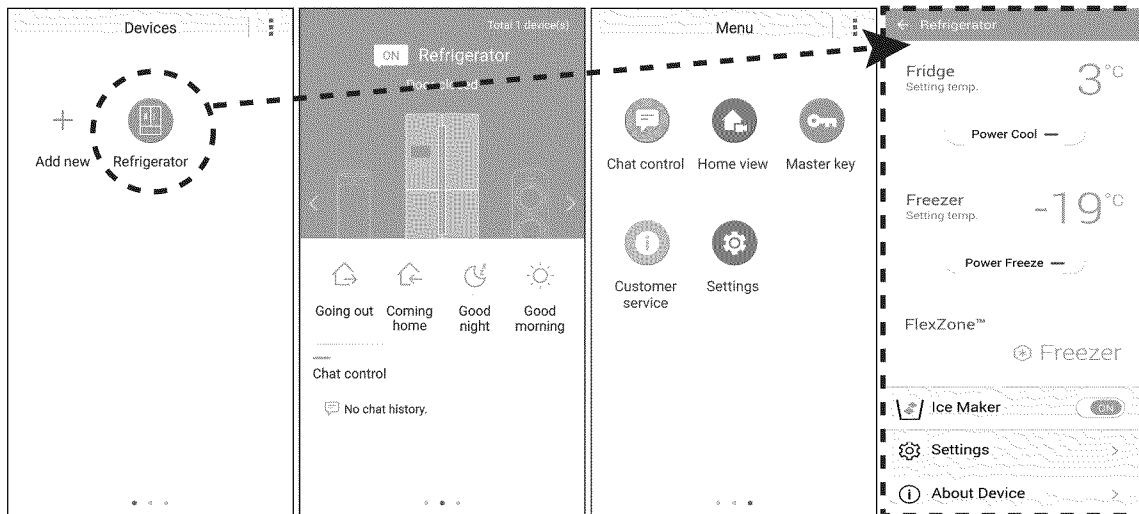 Devices
Add new
Refrigerator
Total 1 device(s)
ON Refrigerator
Going out
Coming
home
Good
night
Good
morning
Chat control
No chat history.
Menu
Chat control
Home view
Master key
Customer
service
Settings
Refrigerator
Fridge
Setting temp.
3°C
Power Cool
Freezer
Setting temp.
-19°C
Power Freeze
FlexZone™
Freezer
Ice Maker
ON
Settings
About Device